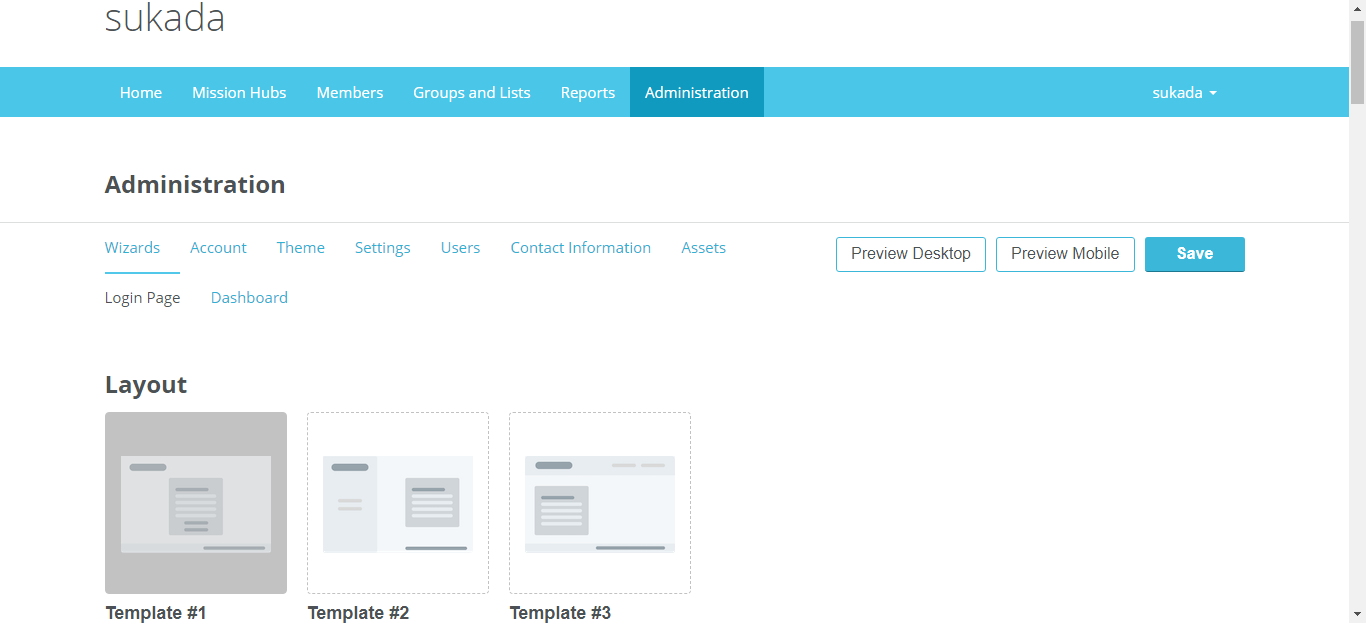 sukada
Home Mission Hubs Members Groups and Lists Reports Administration sukada
Administration
Wizards Account Theme Settings Users Contact Information Assets Preview Desktop Preview Mobile Save
Login Page Dashboard
Layout
Template #1 Template #2 Template #3